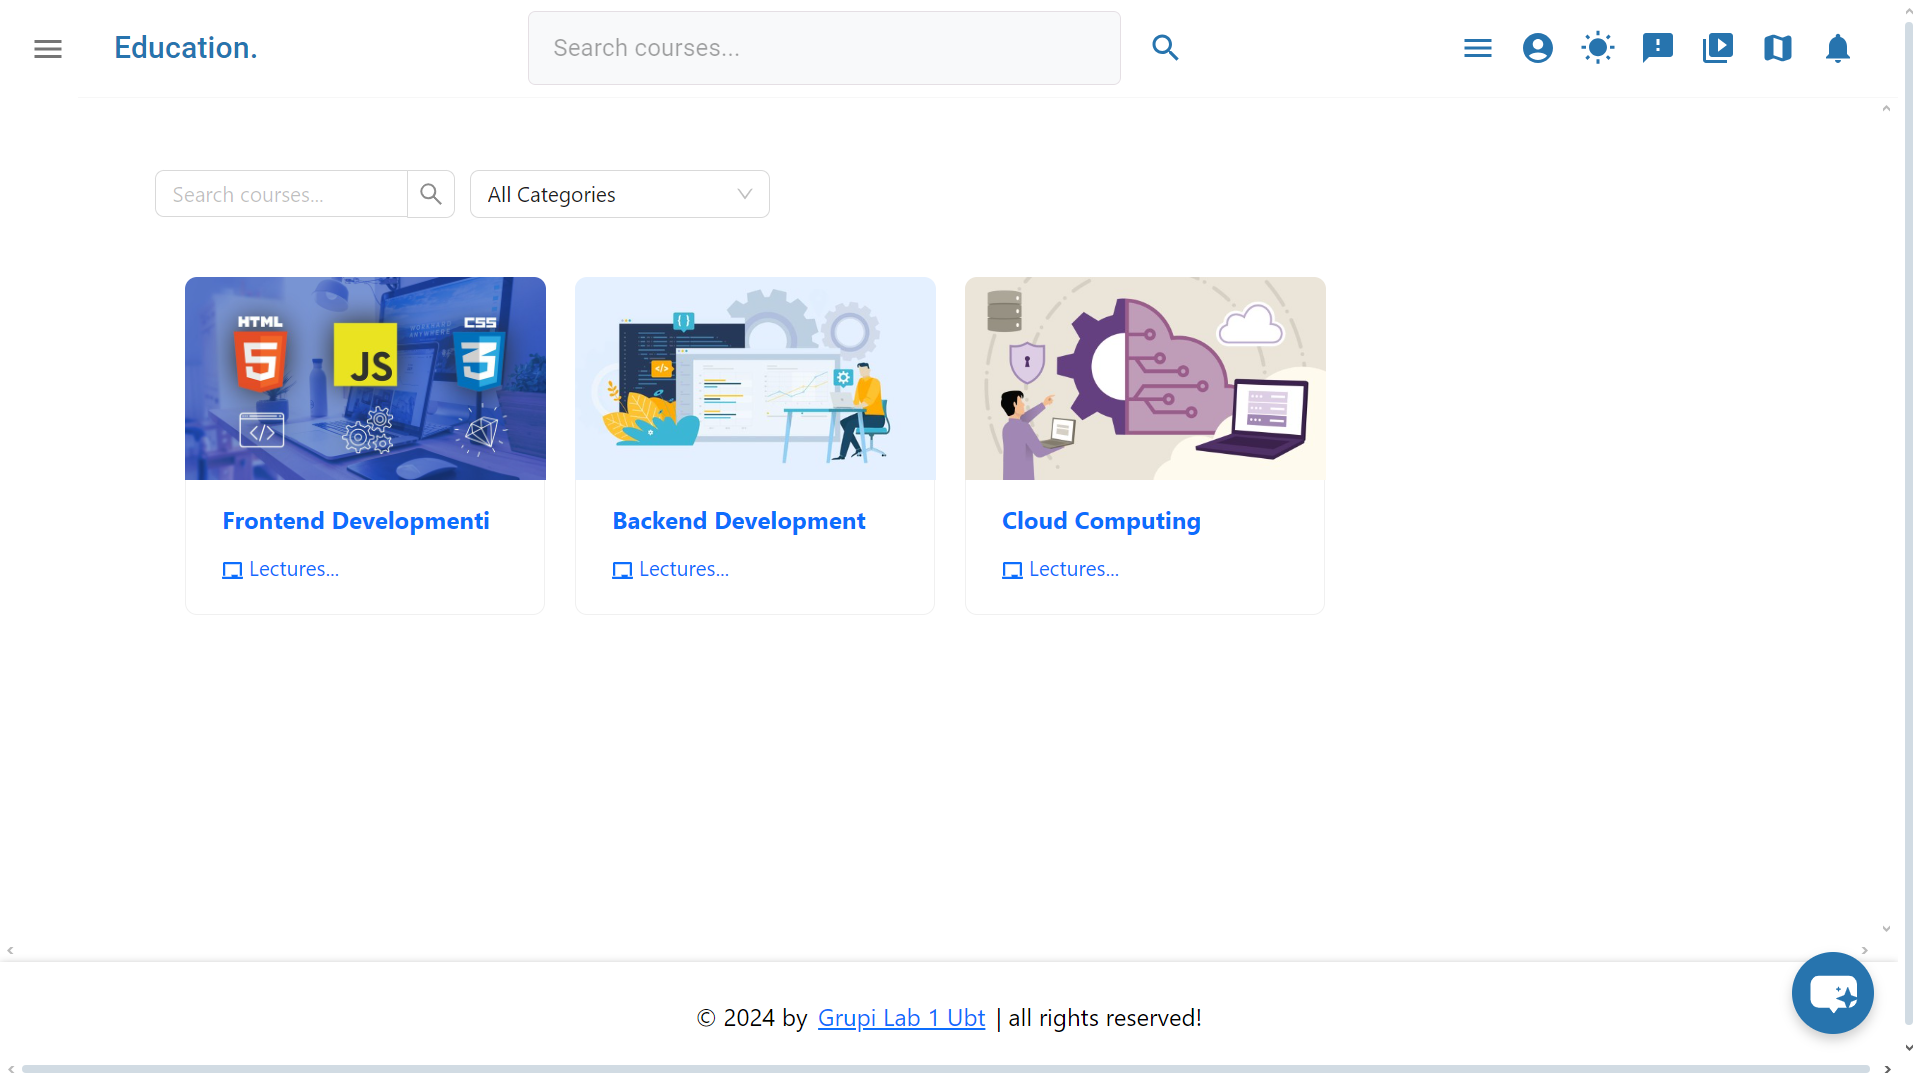 Education.
Search courses...
Search courses...
All Categories
HTML
5
JS
CSS
3
Frontend Developmenti
Lectures...
Backend Development
Lectures...
Cloud Computing
Lectures...
© 2024 by Grupi Lab 1 Ubt | all rights reserved!